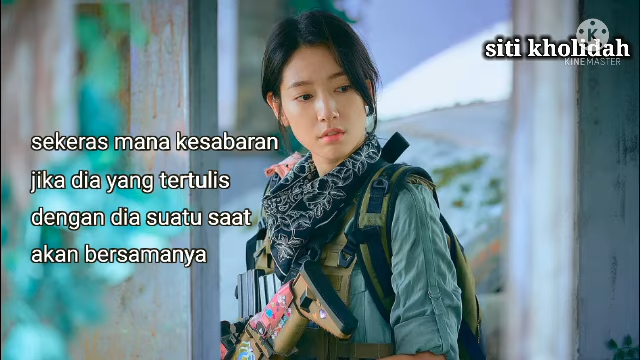 siti kholidah
KINEMASTER
sekeras mana kesabaran
jika dia yang tertulis
dengan dia suatu saat
akan bersamanya